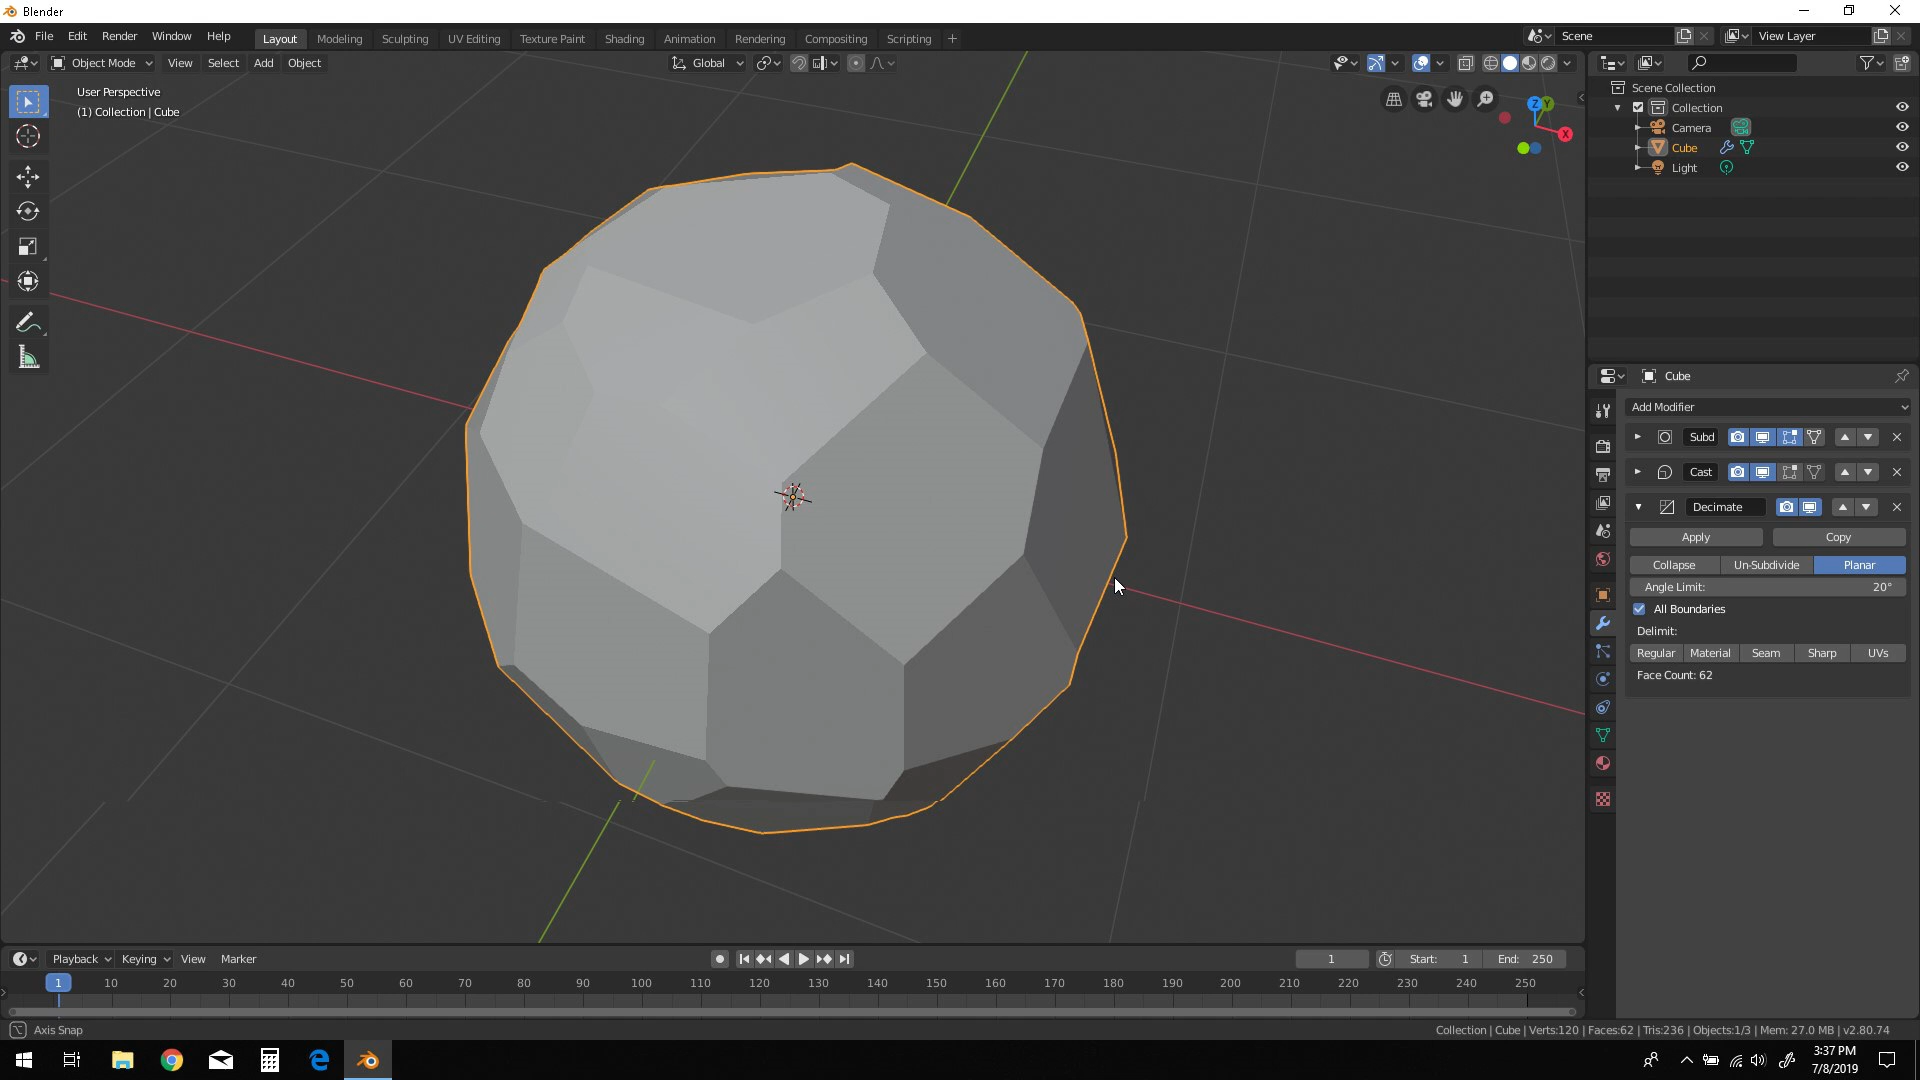 Blender
File Edit Render Window Help
Layout Modeling Sculpting UV Editing Texture Paint Shading Animation Rendering Compositing Scripting +
Scene
View Layer
Object Mode View Select Add Object
Global
User Perspective
(1) Collection | Cube
Z Y
X
Scene Collection
Collection
Camera
Cube
Light
Cube
Add Modifier
Subd
Cast
Decimate
Apply Copy
Collapse Un-Subdivide Planar
Angle Limit: 20°
All Boundaries
Delimit:
Regular Material Seam Sharp UVs
Face Count: 62
Playback Keying View Marker
1 Start: 1 End: 250
1 10 20 30 40 50 60 70 80 90 100 110 120 130 140 150 160 170 180 190 200 210 220 230 240 250
Axis Snap
Collection | Cube | Verts:120 | Faces:62 | Tris:236 | Objects:1/3 | Mem: 27.0 MB | v2.80.74
3:37 PM
7/8/2019